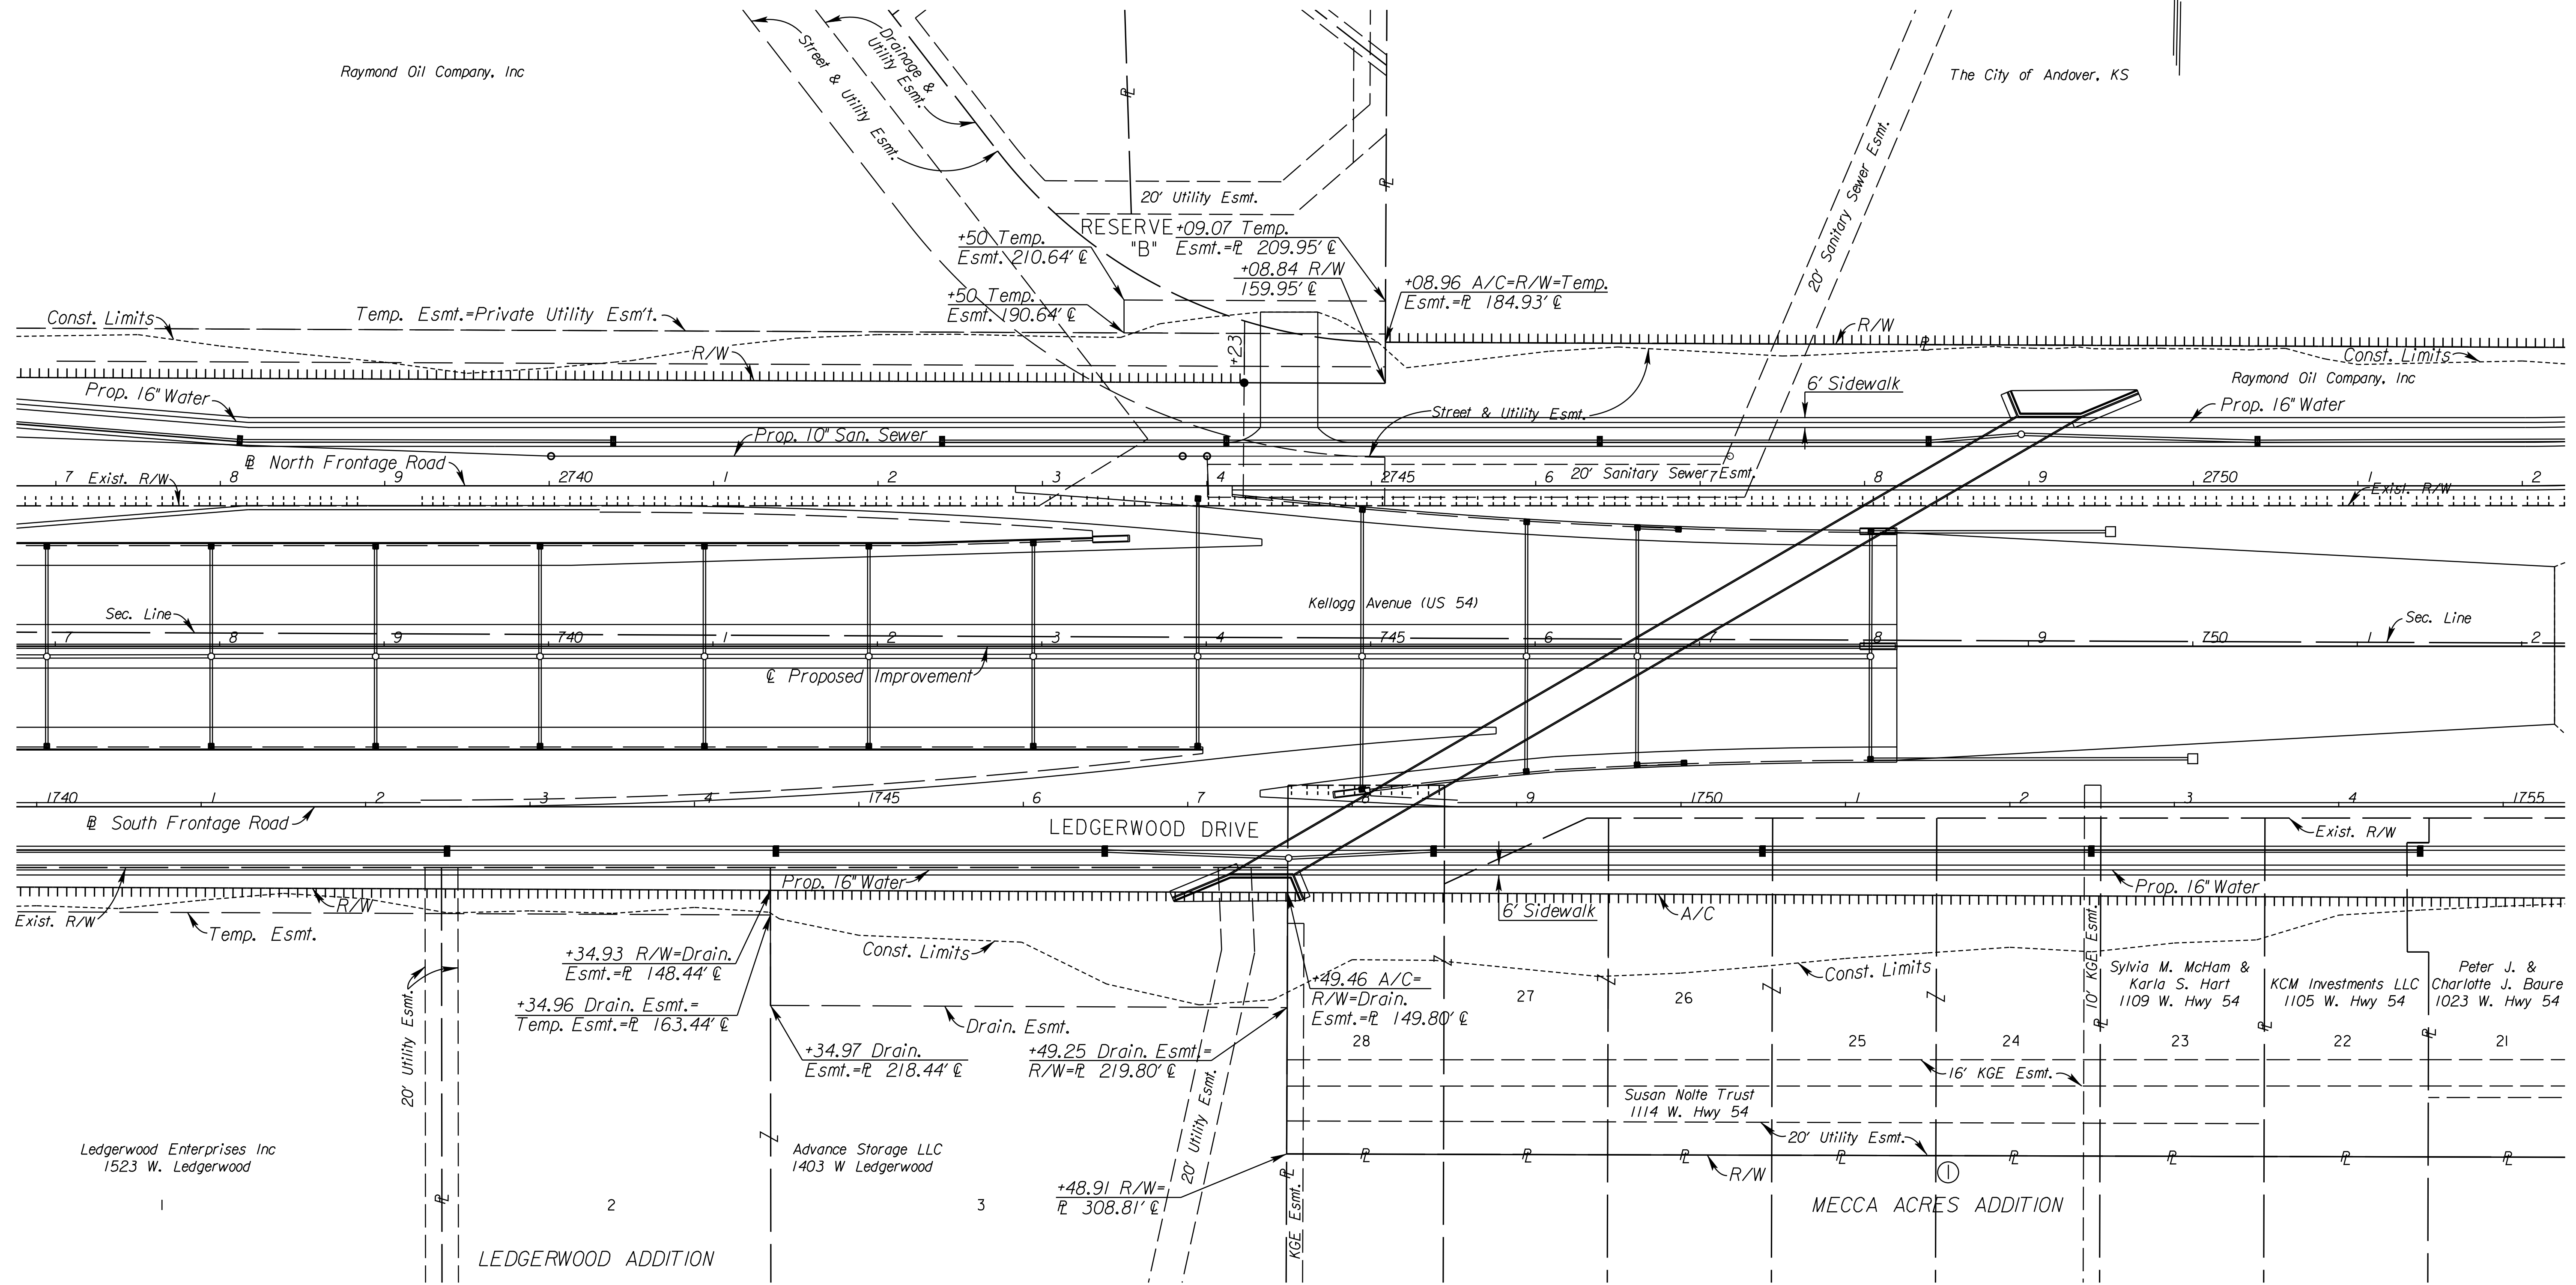 Raymond Oil Company, Inc
Street & Utility Esmt.
Drainage &
Utility Esmt.
The City of Andover, KS
20' Sanitary Sewer Esmt.
20' Utility Esmt.
RESERVE
"B"
+50 Temp.
Esmt. 210.64' ℄
+09.07 Temp.
Esmt.=℄ 209.95' ℄
+08.84 R/W
159.95' ℄
+50 Temp.
Esmt. 190.64' ℄
+08.96 A/C=R/W=Temp.
Esmt.=PL 184.93' ℄
Const. Limits
Temp. Esmt.=Private Utility Esm't.
R/W
+23
R/W
PL
Const. Limits
Raymond Oil Company, Inc
6' Sidewalk
Prop. 16" Water
Prop. 16" Water
Street & Utility Esmt.
Prop. 10" San. Sewer
BL North Frontage Road
Exist. R/W
20' Sanitary Sewer Esmt.
7 8 9 2740 1 2 3 4 2745 6 7 8 9 2750 1 2
Exist. R/W
Kellogg Avenue (US 54)
Sec. Line
Sec. Line
7 8 9 740 1 2 3 4 745 6 7 8 9 750 1 2
℄ Proposed Improvement
1740 1 2 3 4 1745 6 7 8 9 1750 1 2 3 4 1755
BL South Frontage Road
LEDGERWOOD DRIVE
Exist. R/W
Prop. 16" Water
Prop. 16" Water
R/W
Exist. R/W
Temp. Esmt.
6' Sidewalk
A/C
+34.93 R/W=Drain.
Esmt.=PL 148.44' ℄
+34.96 Drain. Esmt.=
Temp. Esmt.=PL 163.44' ℄
Const. Limits
Drain. Esmt.
+34.97 Drain.
Esmt.=PL 218.44' ℄
+49.25 Drain. Esmt.=
R/W=PL 219.80' ℄
+49.46 A/C=
R/W=Drain.
Esmt.=PL 149.80' ℄
Const. Limits
10' KGE Esmt.
Sylvia M. McHam &
Karla S. Hart
1109 W. Hwy 54
KCM Investments LLC
1105 W. Hwy 54
Peter J. &
Charlotte J. Baure
1023 W. Hwy 54
27
26
28
25
24
23
22
21
16' KGE Esmt.
Susan Nolte Trust
1114 W. Hwy 54
20' Utility Esmt.
20' Utility Esmt.
20' Utility Esmt.
Ledgerwood Enterprises Inc
1523 W. Ledgerwood
Advance Storage LLC
1403 W Ledgerwood
+48.91 R/W=
PL 308.81' ℄
KGE Esmt.
R/W
1
MECCA ACRES ADDITION
1
2
3
LEDGERWOOD ADDITION